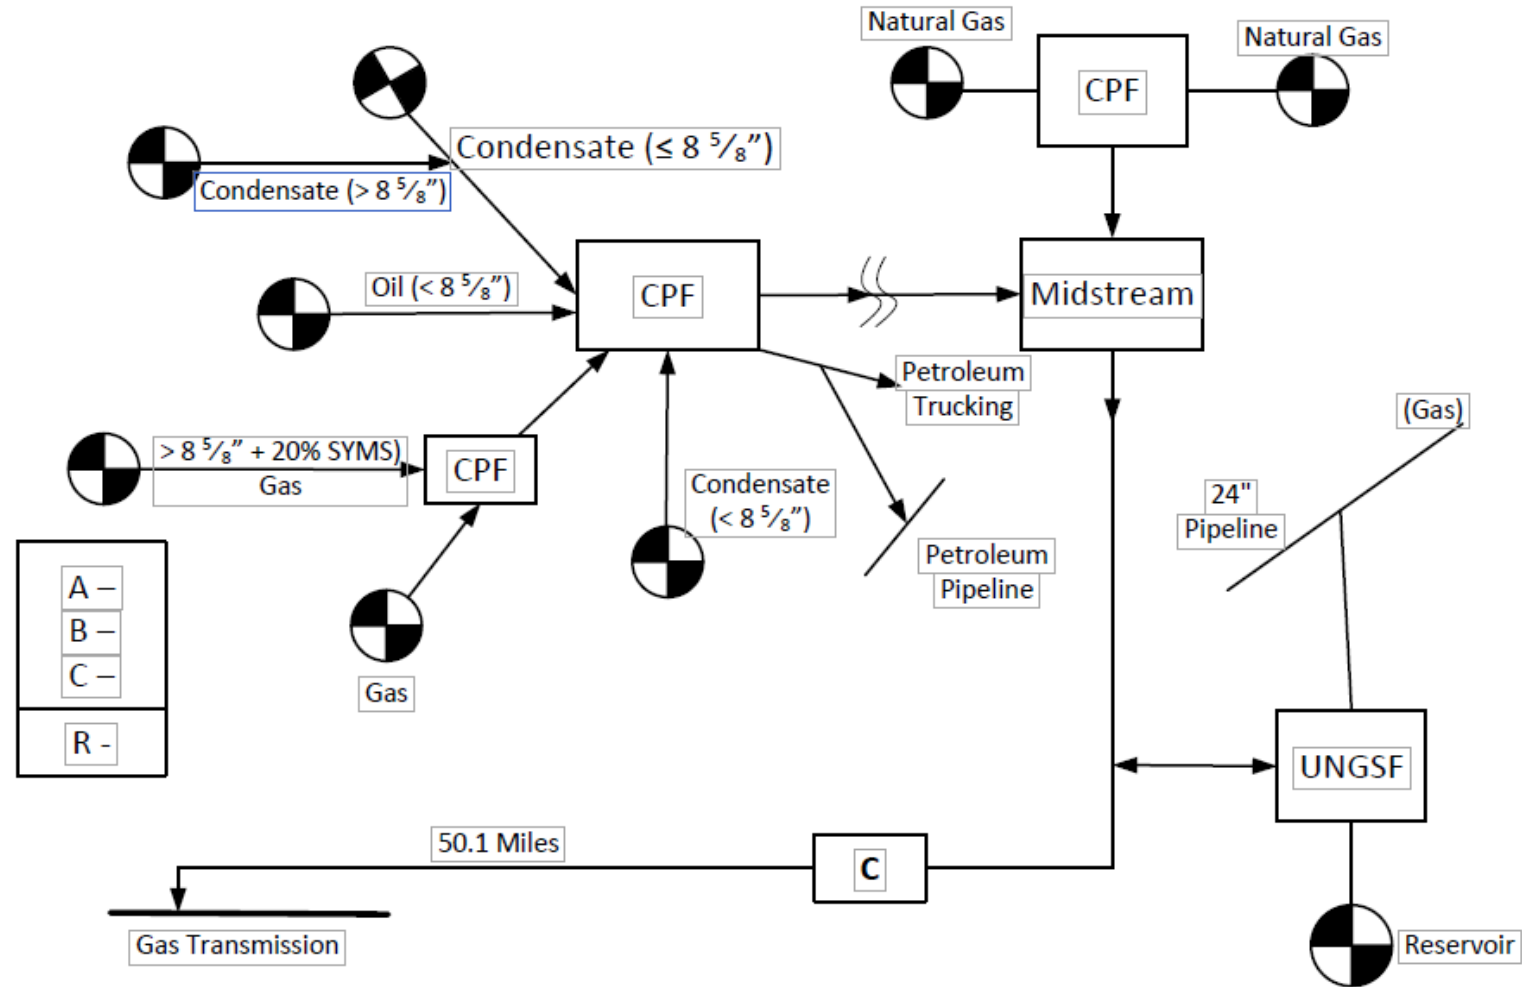 Natural Gas
Natural Gas
CPF
Condensate (≤ 8 ⁵⁄₈”)
Condensate (> 8 ⁵⁄₈”)
Oil (< 8 ⁵⁄₈”)
CPF
Midstream
Petroleum
Trucking
(Gas)
> 8 ⁵⁄₈” + 20% SYMS)
Gas
CPF
Condensate
(< 8 ⁵⁄₈”)
24"
Pipeline
Petroleum
Pipeline
A –
B –
C –
R -
Gas
UNGSF
50.1 Miles
C
Gas Transmission
Reservoir